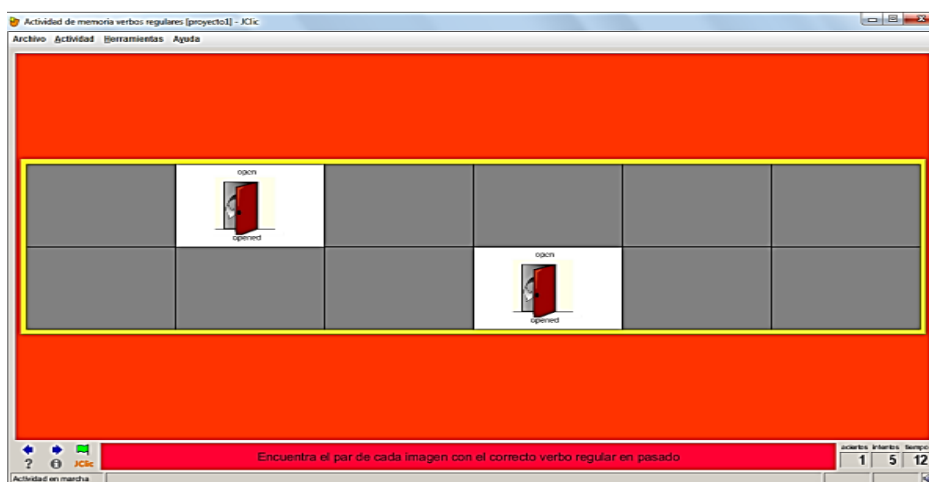 Actividad de memoria verbos regulares [proyecto1] - JClic
Archivo Actividad Herramientas Ayuda
open
opened
open
opened
Encuentra el par de cada imagen con el correcto verbo regular en pasado
aciertos intentos tiempo
1 5 12
? JClic
Actividad en marcha